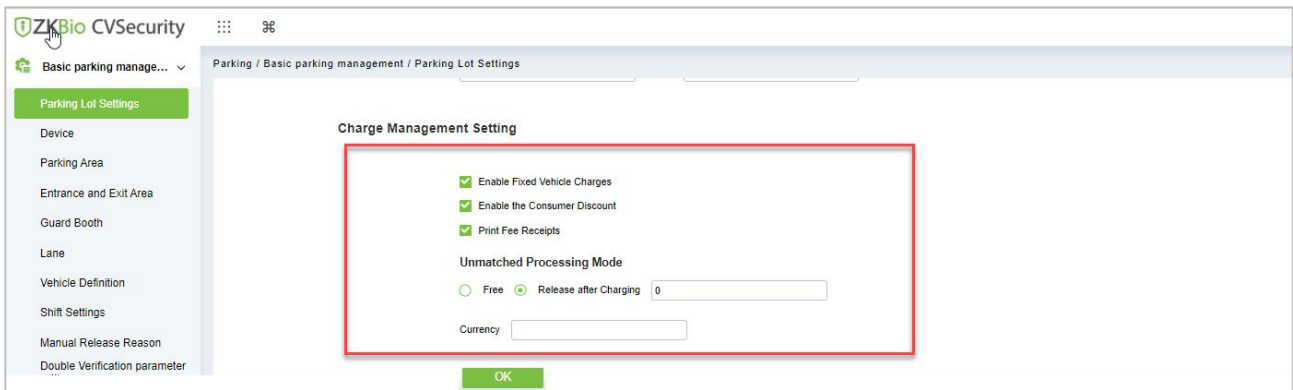 ZKBio CVSecurity
Basic parking manage...
Parking / Basic parking management / Parking Lot Settings
Parking Lot Settings
Device
Parking Area
Entrance and Exit Area
Guard Booth
Lane
Vehicle Definition
Shift Settings
Manual Release Reason
Double Verification parameter
Charge Management Setting
Enable Fixed Vehicle Charges
Enable the Consumer Discount
Print Fee Receipts
Unmatched Processing Mode
Free Release after Charging 0
Currency
OK